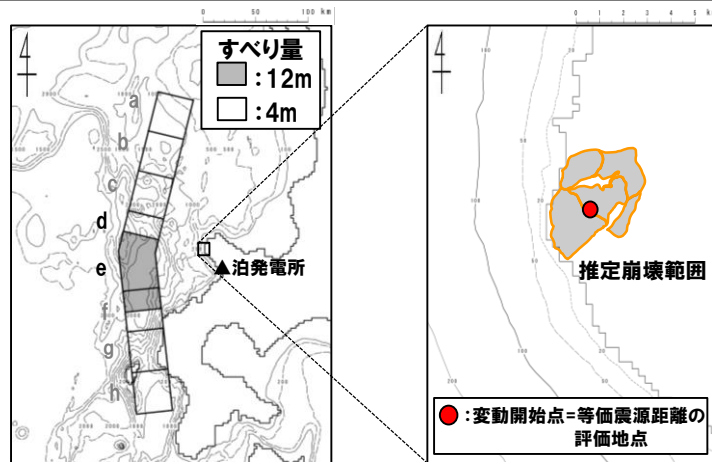 0 50 100 km
すべり量
:12m
:4m
a
b
c
d
e
f
g
h
▲泊発電所
0 1 2 3 4 5
推定崩壊範囲
:変動開始点=等価震源距離の
評価地点